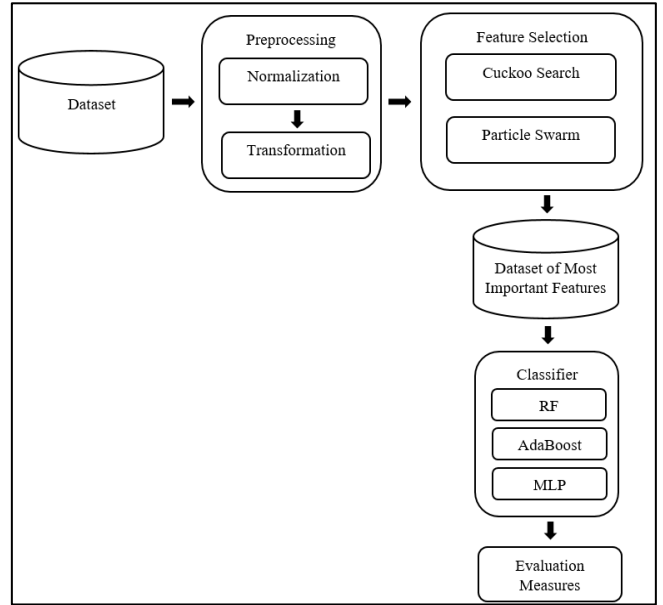 Dataset
Preprocessing
Normalization
Transformation
Feature Selection
Cuckoo Search
Particle Swarm
Dataset of Most
Important Features
Classifier
RF
AdaBoost
MLP
Evaluation
Measures